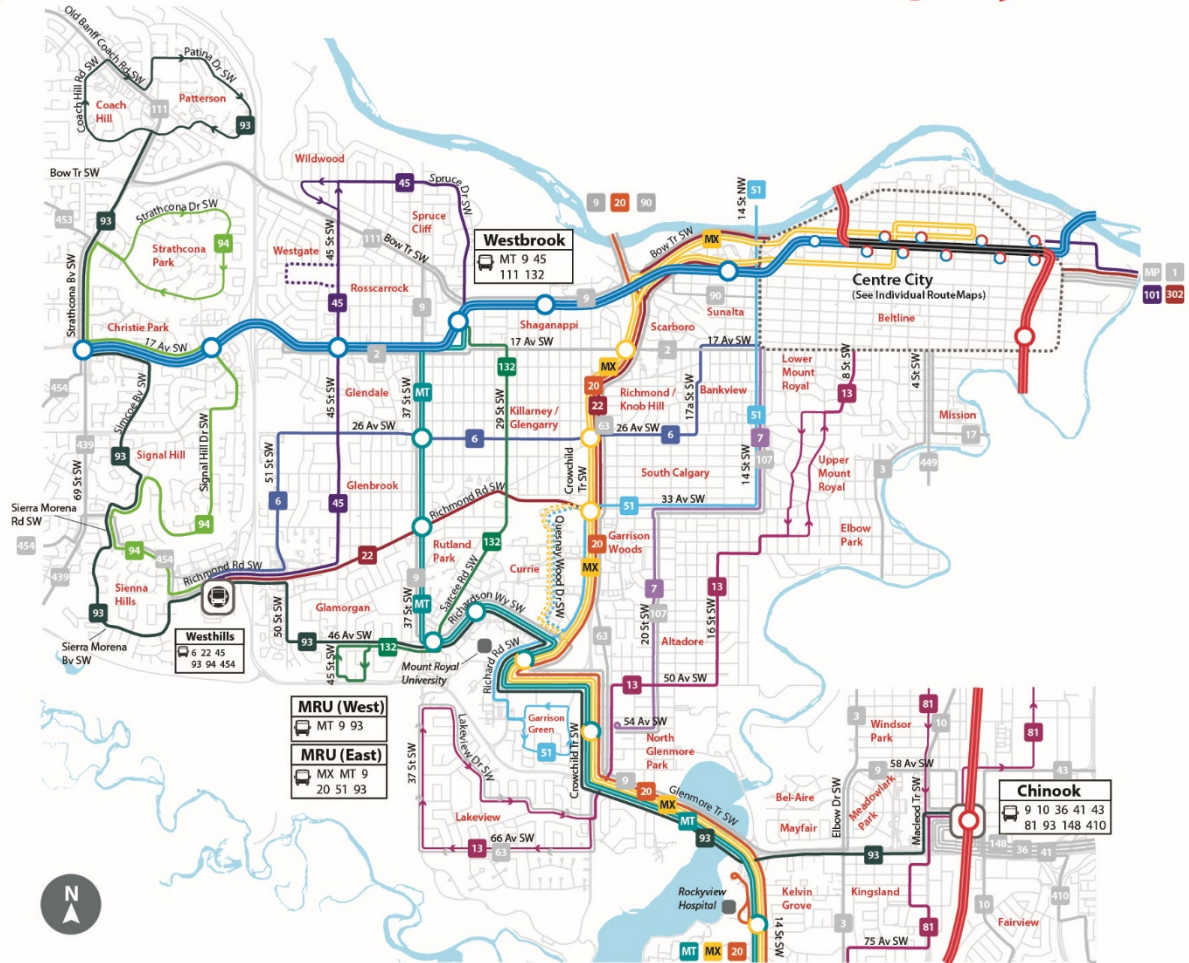 Old Banff Coach Rd SW
Patina Dr SW
Coach Hill Rd SW
Coach
Hill
Patterson
111
93
Bow Tr SW
Wildwood
45
Spruce Dr SW
Spruce
Cliff
453
93
Strathcona Dr SW
94
Strathcona
Park
Strathcona Bv SW
Westgate
45 St SW
111
Bow Tr SW
Rosscarrock
45
Westbrook
MT 9 45
111 132
9
9 20 90
Bow Tr SW
MX
14 St NW
51
Centre City
(See Individual RouteMaps)
Beltline
MP 1
101 302
Christie Park
17 Av SW
2
Shaganappi
9
90
Sunalta
Scarboro
17 Av SW
2
17 Av SW
454
132
MX
20
22
63
Richmond /
Knob Hill
17a St SW
Bankview
Lower
Mount
Royal
8 St SW
13
4 St SW
Mission
17
Simcoe Bv SW
Glendale
45 St SW
37 St SW
MT
29 St SW
Killarney /
Glengarry
51
439
69 St SW
93
Signal Hill
Signal Hill Dr SW
51 St SW
26 Av SW
6
26 Av SW
6
7
107
14 St SW
Upper
Mount
Royal
3
449
Glenbrook
6
45
Crowchild
Tr SW
South Calgary
Sierra Morena
Rd SW
454
94
Richmond Rd SW
51
33 Av SW
Elbow
Park
94
454
439
Richmond Rd SW
22
Rutland
Park
132
Currie
Quesnay Wood Dr SW
Garrison
Woods
20
MX
Sienna
Hills
93
Sierra Morena
Bv SW
Westhills
6 22 45
93 94 454
50 St SW
Glamorgan
9
MT
37 St SW
Sarcee Rd SW
Richardson Wy SW
7
107
20 St SW
13
16 St SW
93
46 Av SW
132
45 St SW
Mount Royal
University
Richard Rd SW
63
Altadore
13
50 Av SW
MRU (West)
MT 9 93
MRU (East)
MX MT 9
20 51 93
37 St SW
Lakeview Dr SW
Garrison
Green
51
Crowchild Tr SW
54 Av SW
North
Glenmore
Park
9
20
MX
MT
93
Glenmore Tr SW
Lakeview
66 Av SW
13
63
81
81
3
10
Windsor
Park
58 Av SW
9
43
Bel-Aire
Mayfair
Elbow Dr SW
Meadowlark
Park
Macleod Tr SW
Chinook
9 10 36 41 43
81 93 148 410
148
36
41
93
Rockyview
Hospital
Kelvin
Grove
Kingsland
3
10
410
81
Fairview
75 Av SW
14 St SW
MT MX 20
N